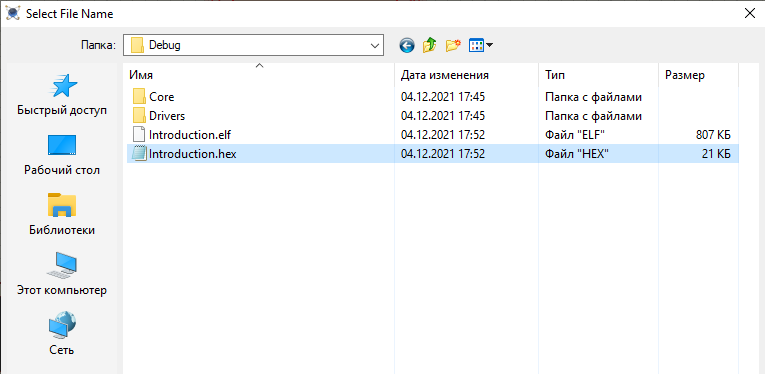 Select File Name
Папка: Debug
Имя Дата изменения Тип Размер
Core 04.12.2021 17:45 Папка с файлами
Drivers 04.12.2021 17:45 Папка с файлами
Introduction.elf 04.12.2021 17:52 Файл "ELF" 807 КБ
Introduction.hex 04.12.2021 17:52 Файл "HEX" 21 КБ
Быстрый доступ
Рабочий стол
Библиотеки
Этот компьютер
Сеть